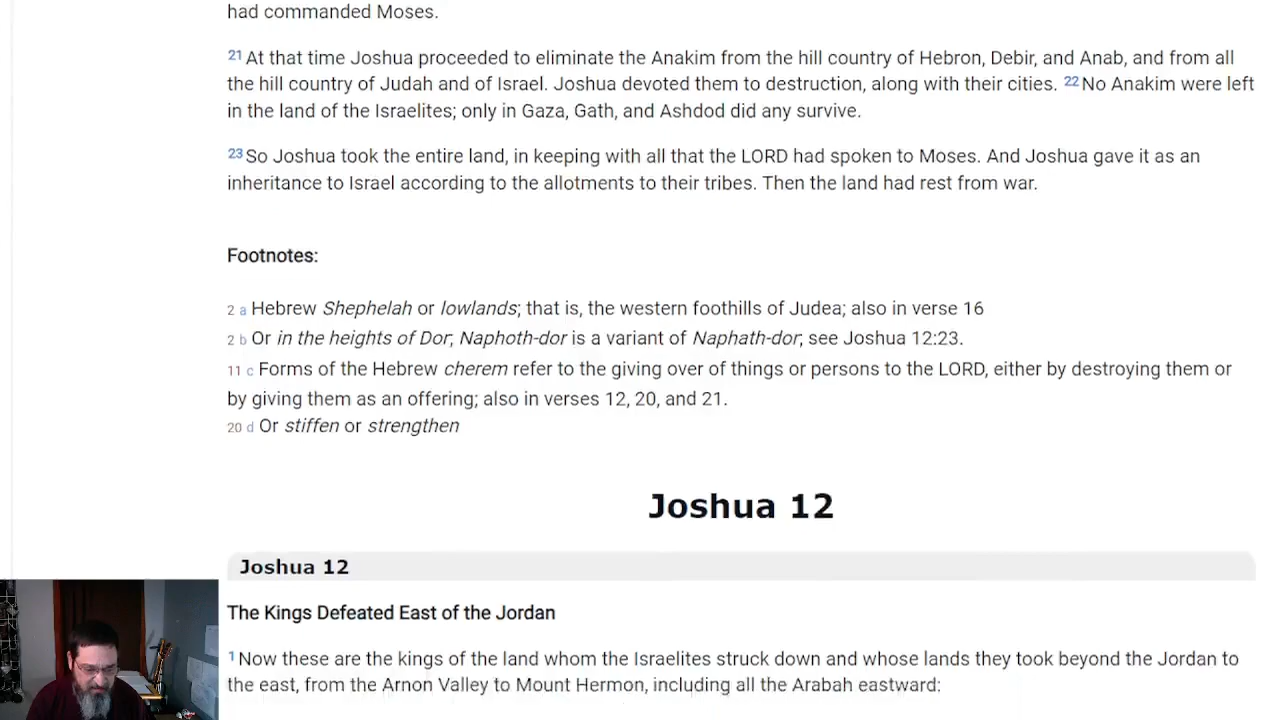 had commanded Moses.
21 At that time Joshua proceeded to eliminate the Anakim from the hill country of Hebron, Debir, and Anab, and from all
the hill country of Judah and of Israel. Joshua devoted them to destruction, along with their cities. 22 No Anakim were left
in the land of the Israelites; only in Gaza, Gath, and Ashdod did any survive.
23 So Joshua took the entire land, in keeping with all that the LORD had spoken to Moses. And Joshua gave it as an
inheritance to Israel according to the allotments to their tribes. Then the land had rest from war.
Footnotes:
2 a Hebrew Shephelah or lowlands; that is, the western foothills of Judea; also in verse 16
2 b Or in the heights of Dor; Naphoth-dor is a variant of Naphath-dor; see Joshua 12:23.
11 c Forms of the Hebrew cherem refer to the giving over of things or persons to the LORD, either by destroying them or
by giving them as an offering; also in verses 12, 20, and 21.
20 d Or stiffen or strengthen
Joshua 12
Joshua 12
The Kings Defeated East of the Jordan
1 Now these are the kings of the land whom the Israelites struck down and whose lands they took beyond the Jordan to
the east, from the Arnon Valley to Mount Hermon, including all the Arabah eastward: